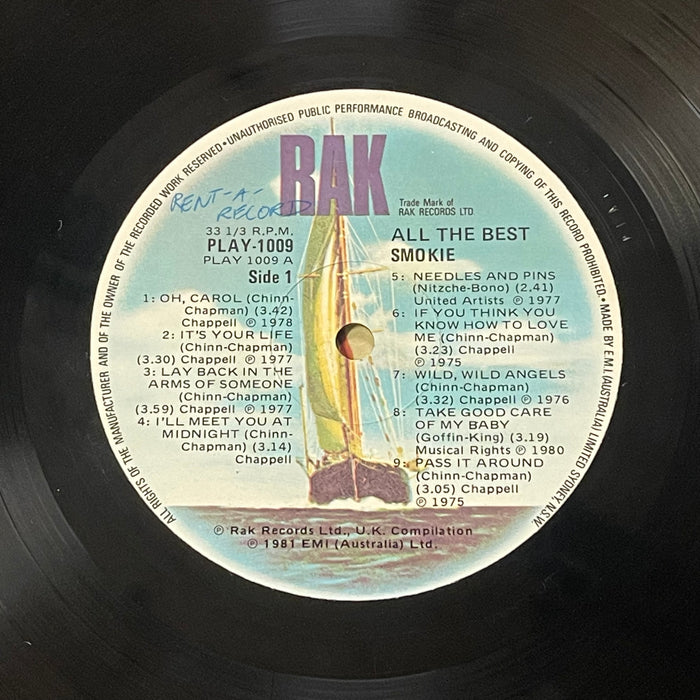 ALL RIGHTS OF THE MANUFACTURER AND OF THE OWNER OF THE RECORDED WORK RESERVED • UNAUTHORISED PUBLIC PERFORMANCE BROADCASTING AND COPYING OF THIS RECORD PROHIBITED. • MADE BY E.M.I. (AUSTRALIA) LIMITED SYDNEY, N.S.W.
RAK
Trade Mark of
RAK RECORDS LTD.
RENT-A-
RECORD
33 1/3 R.P.M.
PLAY-1009
PLAY 1009 A
Side 1
ALL THE BEST
SMOKIE
1: OH, CAROL (Chinn-
Chapman) (3.42)
Chappell ℗ 1978
2: IT'S YOUR LIFE
(Chinn-Chapman)
(3.30) Chappell ℗ 1977
3: LAY BACK IN THE
ARMS OF SOMEONE
(Chinn-Chapman)
(3.59) Chappell ℗ 1977
4: I'LL MEET YOU AT
MIDNIGHT (Chinn-
Chapman) (3.14)
Chappell
5: NEEDLES AND PINS
(Nitzche-Bono) (2.41)
United Artists ℗ 1977
6: IF YOU THINK YOU
KNOW HOW TO LOVE
ME (Chinn-Chapman)
(3.23) Chappell
℗ 1975
7: WILD, WILD ANGELS
(Chinn-Chapman)
(3.32) Chappell ℗ 1976
8: TAKE GOOD CARE
OF MY BABY
(Goffin-King) (3.19)
Musical Rights ℗ 1980
9: PASS IT AROUND
(Chinn-Chapman)
(3.05) Chappell
℗ 1975
℗ Rak Records Ltd., U.K. Compilation
℗ 1981 EMI (Australia) Ltd.